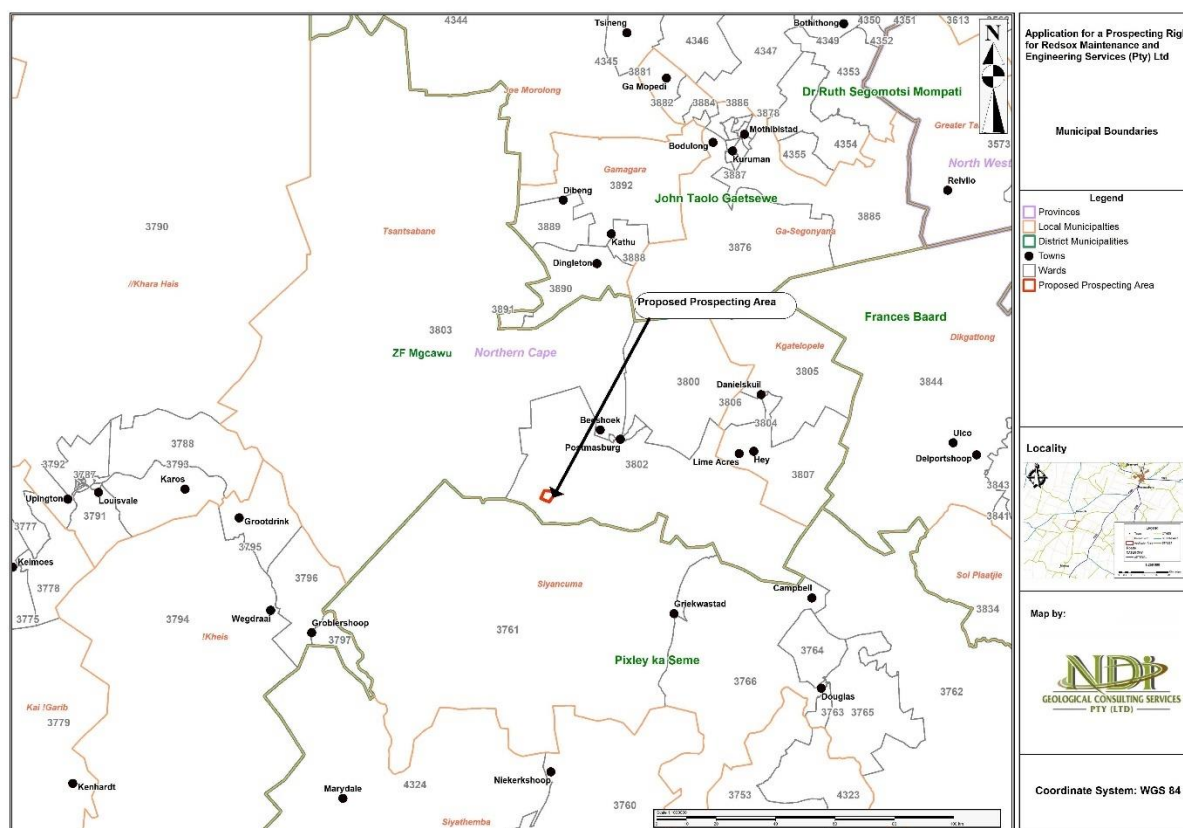 4344
Tsineng
4346
4347
Bothithong
4350
4351
3613
4349
4352
4345
3881
Ga Mopedi
4353
Joe Morolong
3882
3884
3886
3878
Dr Ruth Segomotsi Mompati
Mothibistad
Greater Ta
Bodulong
Kuruman
4355
4354
3573
North West
3887
Gamagara
3892
Reivilo
3790
Dibeng
John Taolo Gaetsewe
3885
Tsantsabane
3889
Kathu
Ga-Segonyana
3888
3876
Dingleton
//Khara Hais
3890
3891
Proposed Prospecting Area
Frances Baard
3803
ZF Mgcawu
Northern Cape
Kgatelopele
Dikgatlong
3805
3800
3844
Danielskuil
3806
3804
Beeshoek
Postmasburg
3802
Ulco
3788
Lime Acres
Hey
Delportshoop
3792
3787
3793
Karos
3807
3843
Upington
Louisvale
3791
3841
3777
Grootdrink
3795
Keimoes
3796
Siyancuma
Campbell
Sol Plaatjie
3778
3775
3794
Wegdraai
Griekwastad
3834
Groblershoop
3797
!Kheis
3761
3764
Pixley ka Seme
3766
3762
Douglas
3763
3765
Kai !Garib
3779
Niekerkshoop
Kenhardt
4324
Marydale
3753
4323
3760
Siyathemba
N
Application for a Prospecting Righ
for Redsox Maintenance and
Engineering Services (Pty) Ltd
Municipal Boundaries
Legend
Provinces
Local Municipalties
District Municipalities
Towns
Wards
Proposed Prospecting Area
Locality
Map by:
NDi
GEOLOGICAL CONSULTING SERVICES
PTY (LTD)
Coordinate System: WGS 84